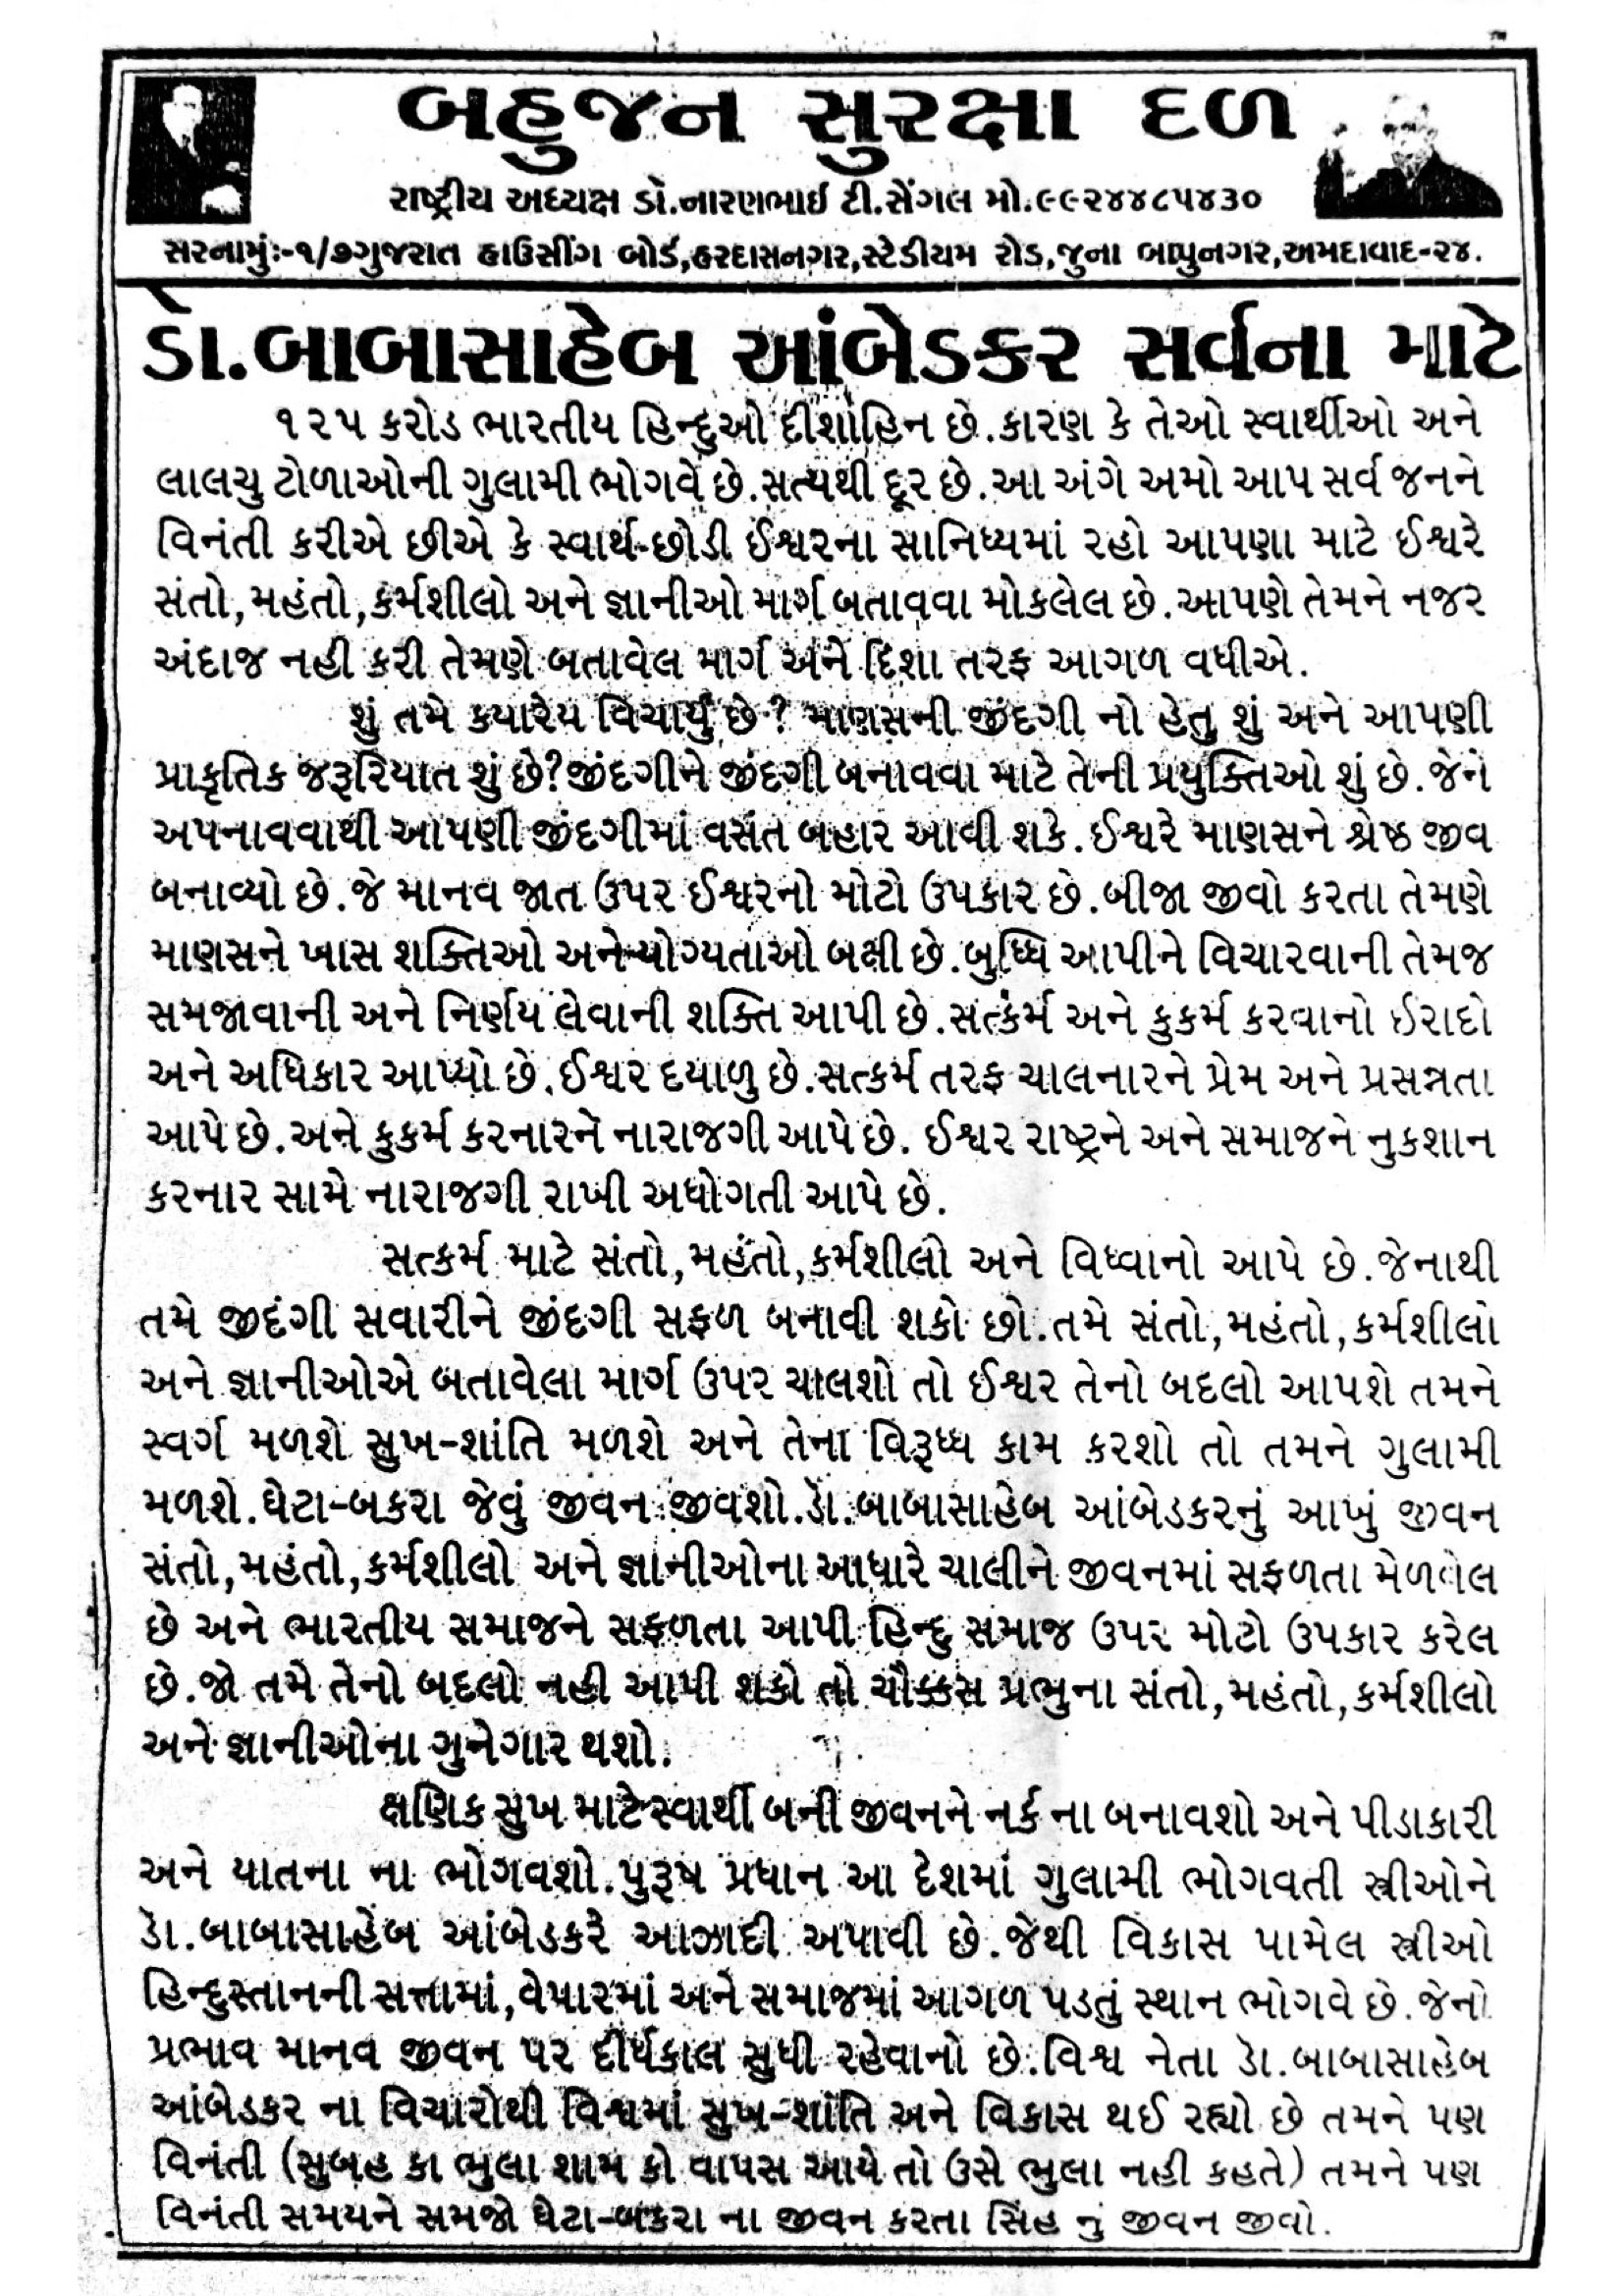 બહુજન સુરક્ષા દળ
રાષ્ટ્રીય અધ્યક્ષ ડૉ.નારણભાઈ ટી.સેંગલ મો.૯૯૨૪૪૮૫૪૩૦
સરનામું:-૧/૭ગુજરાત હાઉસીંગ બોર્ડ,હરદાસનગર,સ્ટેડીયમ રોડ,જુના બાપુનગર,અમદાવાદ-૨૪.
ડૉ.બાબાસાહેબ આંબેડકર સર્વના માટે
૧૨૫ કરોડ ભારતીય હિન્દુઓ દીશાહિન છે.કારણ કે તેઓ સ્વાર્થીઓ અને
લાલચુ ટોળાઓની ગુલામી ભોગવે છે.સત્યથી દૂર છે.આ અંગે અમો આપ સર્વ જનને
વિનંતી કરીએ છીએ કે સ્વાર્થ-છોડી ઈશ્વરના સાનિધ્યમાં રહો આપણા માટે ઈશ્વરે
સંતો,મહંતો,કર્મશીલો અને જ્ઞાનીઓ માર્ગ બતાવવા મોકલેલ છે.આપણે તેમને નજર
અંદાજ નહી કરી તેમણે બતાવેલ માર્ગ અને દિશા તરફ આગળ વધીએ.
શું તમે કયારેય વિચાર્યું છે? માણસની જીંદગી નો હેતુ શું અને આપણી
પ્રાકૃતિક જરૂરિયાત શું છે?જીંદગીને જીંદગી બનાવવા માટે તેની પ્રયુક્તિઓ શું છે.જેને
અપનાવવાથી આપણી જીંદગીમાં વસંત બહાર આવી શકે.ઈશ્વરે માણસને શ્રેષ્ઠ જીવ
બનાવ્યો છે.જે માનવ જાત ઉપર ઈશ્વરનો મોટો ઉપકાર છે.બીજા જીવો કરતા તેમણે
માણસને ખાસ શક્તિઓ અને યોગ્યતાઓ બક્ષી છે.બુધ્ધિ આપીને વિચારવાની તેમજ
સમજાવાની અને નિર્ણય લેવાની શક્તિ આપી છે.સત્કર્મ અને કુકર્મ કરવાનો ઈરાદો
અને અધિકાર આપ્યો છે.ઈશ્વર દયાળુ છે.સત્કર્મ તરફ ચાલનારને પ્રેમ અને પ્રસન્નતા
આપે છે.અને કુકર્મ કરનારને નારાજગી આપે છે. ઈશ્વર રાષ્ટ્રને અને સમાજને નુકશાન
કરનાર સામે નારાજગી રાખી અધોગતી આપે છે.
સત્કર્મ માટે સંતો,મહંતો,કર્મશીલો અને વિધ્વાનો આપે છે.જેનાથી
તમે જીદંગી સવારીને જીંદગી સફળ બનાવી શકો છો.તમે સંતો,મહંતો,કર્મશીલો
અને જ્ઞાનીઓએ બતાવેલા માર્ગ ઉપર ચાલશો તો ઈશ્વર તેનો બદલો આપશે તમને
સ્વર્ગ મળશે સુખ-શાંતિ મળશે અને તેના વિરૂધ્ધ કામ કરશો તો તમને ગુલામી
મળશે.ઘેટા-બકરા જેવું જીવન જીવશો.ડૉ.બાબાસાહેબ આંબેડકરનું આખું જીવન
સંતો,મહંતો,કર્મશીલો અને જ્ઞાનીઓના આધારે ચાલીને જીવનમાં સફળતા મેળવેલ
છે અને ભારતીય સમાજને સફળતા આપી હિન્દુ સમાજ ઉપર મોટો ઉપકાર કરેલ
છે.જો તમે તેનો બદલો નહી આપી શકો તો ચૌક્કસ પ્રભુના સંતો,મહંતો,કર્મશીલો
અને જ્ઞાનીઓના ગુનેગાર થશો.
ક્ષણિક સુખ માટે સ્વાર્થી બની જીવનને નર્ક ના બનાવશો અને પીડાકારી
અને યાતના ના ભોગવશો.પુરૂષ પ્રધાન આ દેશમાં ગુલામી ભોગવતી સ્ત્રીઓને
ડૉ.બાબાસાહેબ આંબેડકરે આઝાદી અપાવી છે.જેથી વિકાસ પામેલ સ્ત્રીઓ
હિન્દુસ્તાનની સત્તામાં,વેપારમાં અને સમાજમાં આગળ પડતું સ્થાન ભોગવે છે.જેનો
પ્રભાવ માનવ જીવન પર દીર્ઘકાલ સુધી રહેવાનો છે.વિશ્વ નેતા ડૉ.બાબાસાહેબ
આંબેડકર ના વિચારોથી વિશ્વમાં સુખ-શાંતિ અને વિકાસ થઈ રહ્યો છે તમને પણ
વિનંતી (સુબહ કા ભુલા શામ કો વાપસ આયે તો ઉસે ભુલા નહી કહતે) તમને પણ
વિનંતી સમયને સમજો ઘેટા-બકરા ના જીવન કરતા સિંહ નું જીવન જીવો.